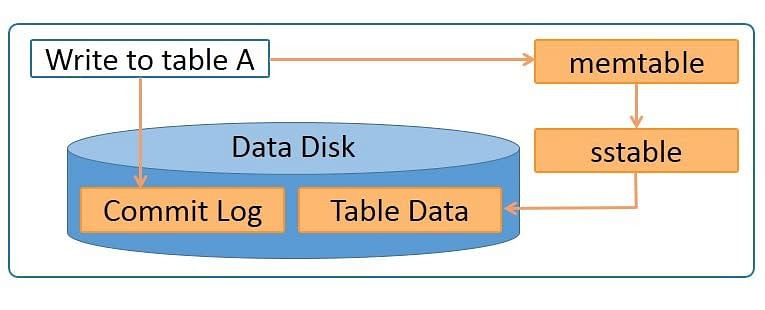 Write to table A
memtable
Data Disk
sstable
Commit Log
Table Data